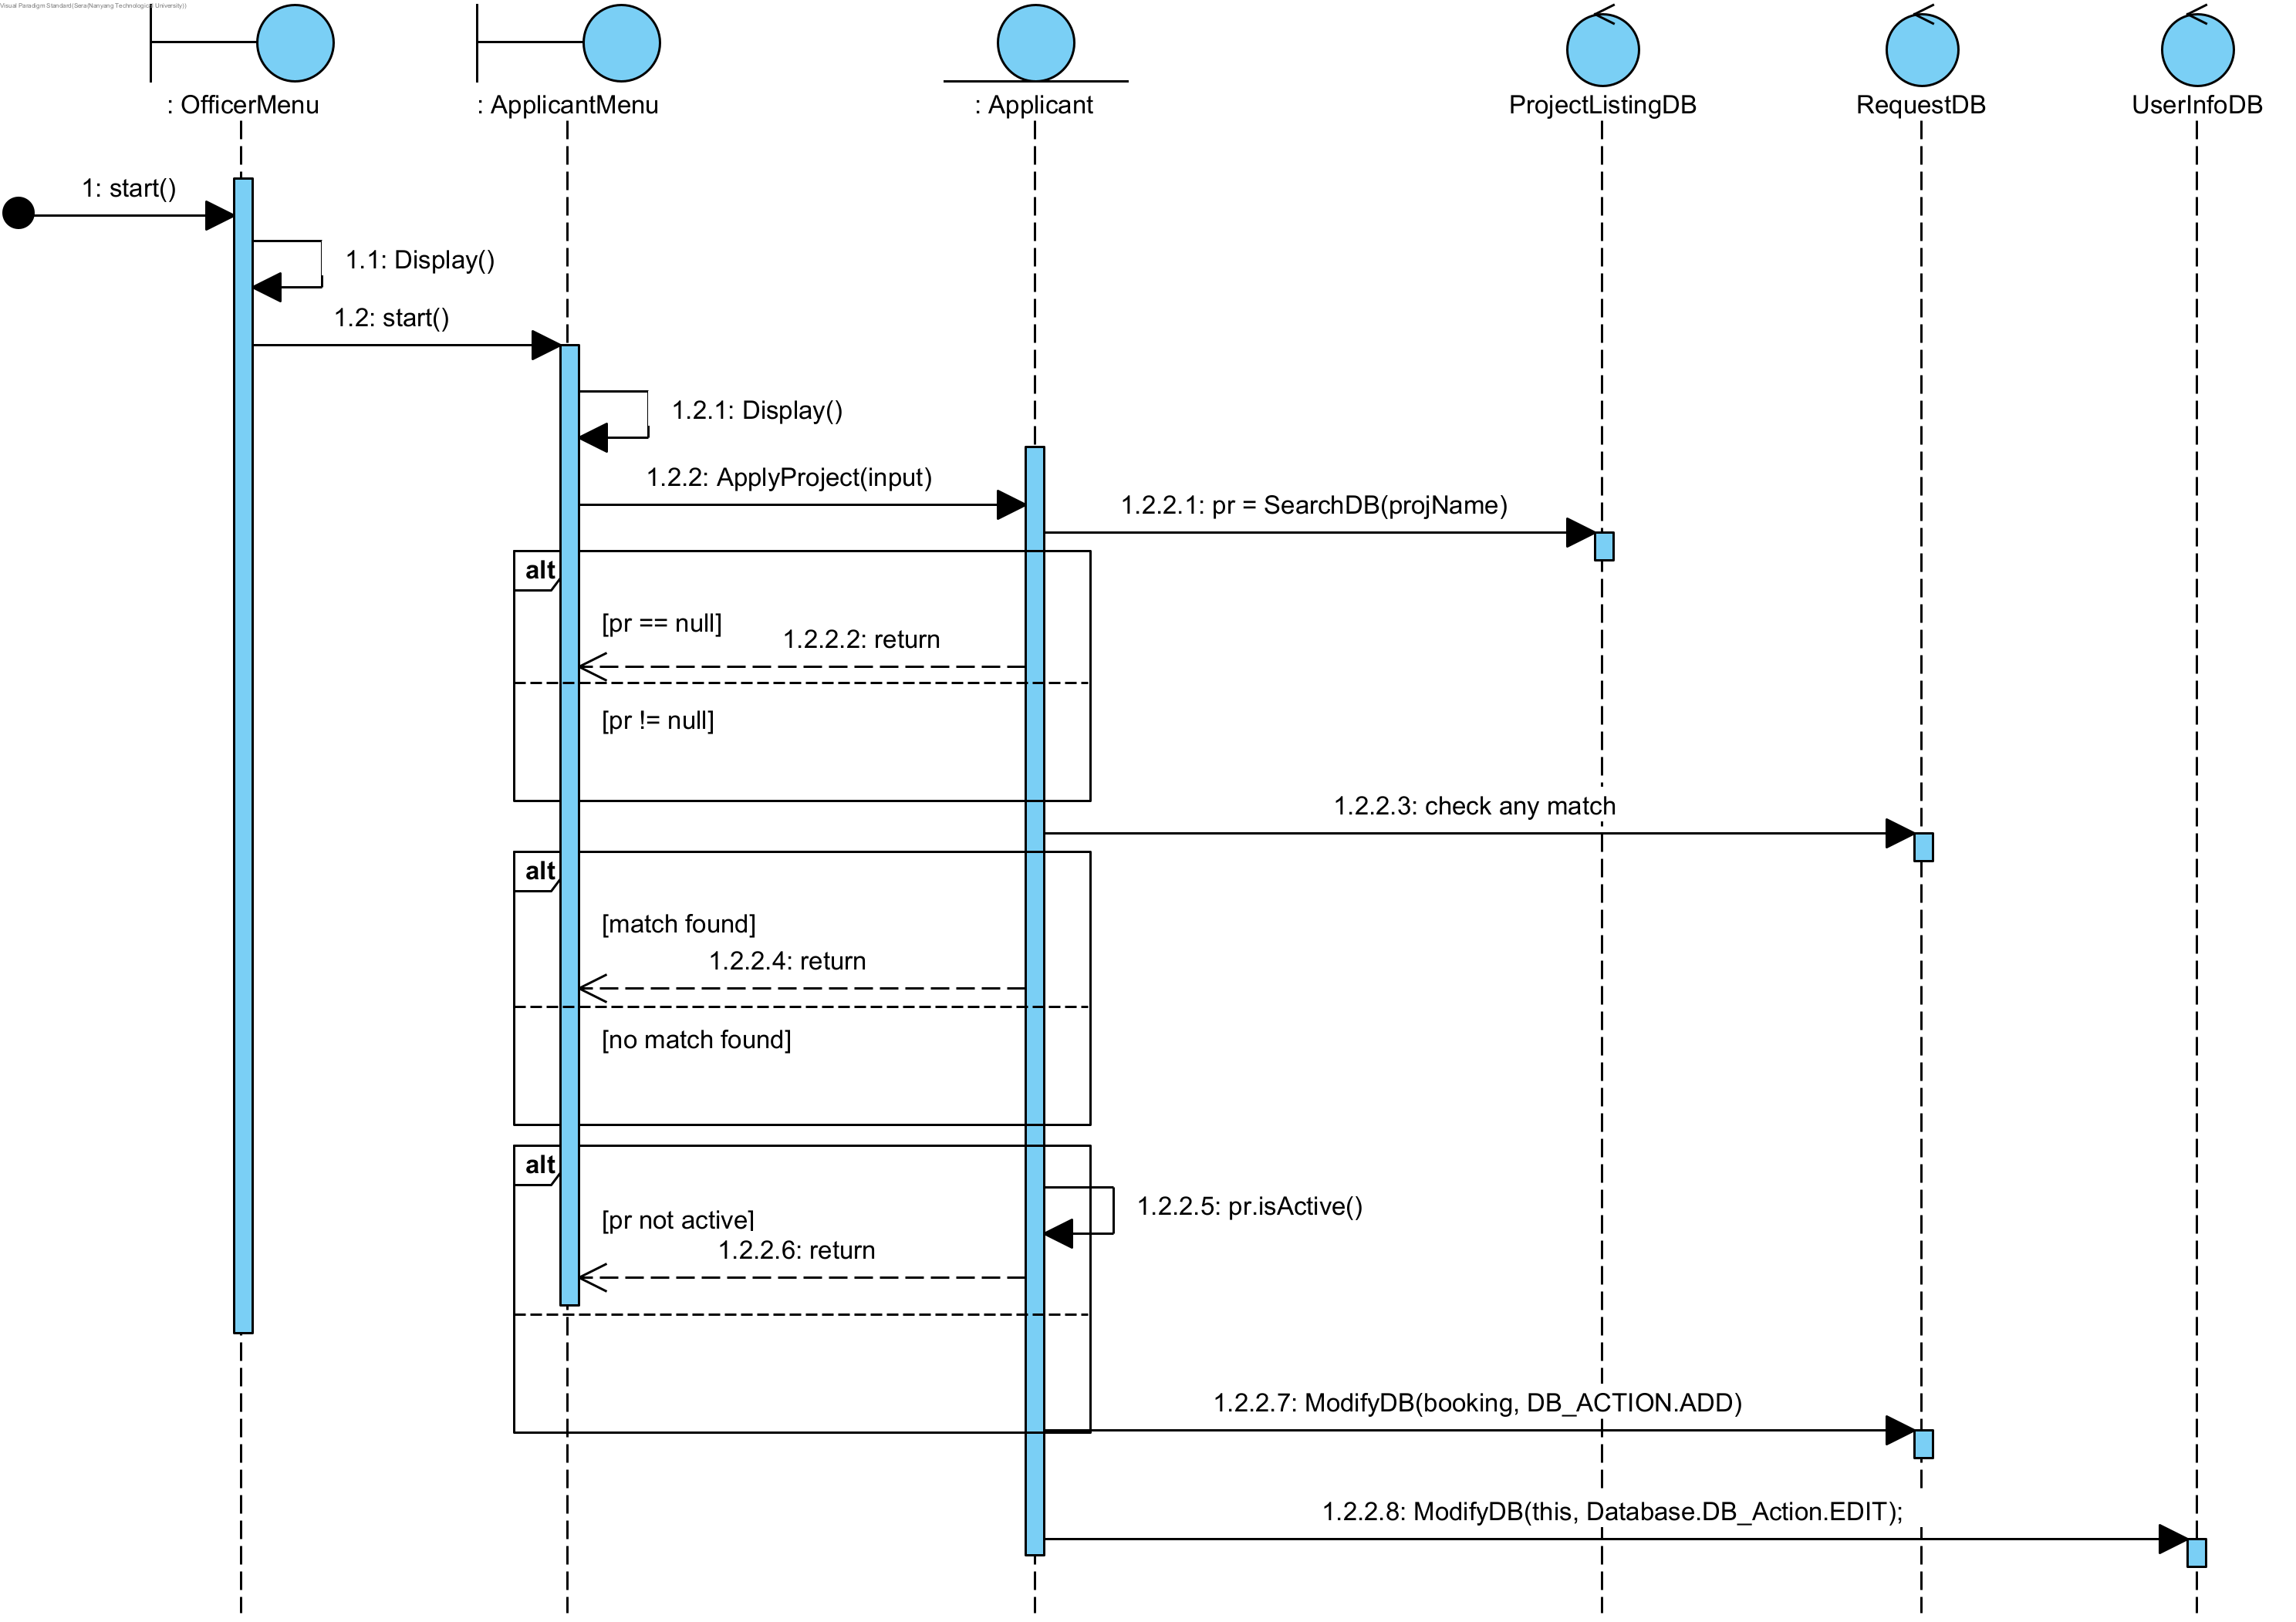 Visual Paradigm Standard(Sera(Nanyang Technological University))
: OfficerMenu
: ApplicantMenu
: Applicant
ProjectListingDB
RequestDB
UserInfoDB
1: start()
1.1: Display()
1.2: start()
1.2.1: Display()
1.2.2: ApplyProject(input)
1.2.2.1: pr = SearchDB(projName)
alt
[pr == null]
1.2.2.2: return
[pr != null]
1.2.2.3: check any match
alt
[match found]
1.2.2.4: return
[no match found]
alt
1.2.2.5: pr.isActive()
[pr not active]
1.2.2.6: return
1.2.2.7: ModifyDB(booking, DB_ACTION.ADD)
1.2.2.8: ModifyDB(this, Database.DB_Action.EDIT);